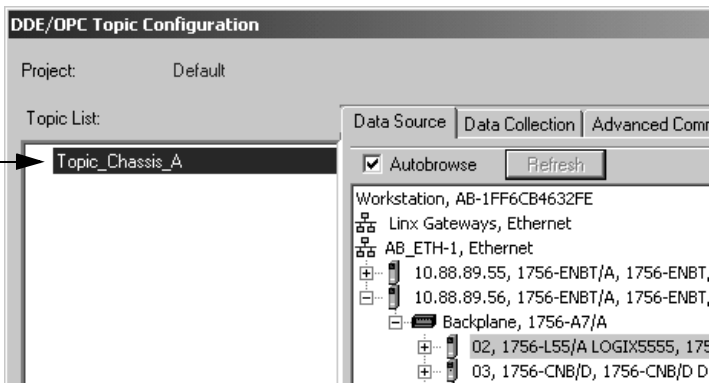 DDE/OPC Topic Configuration
Project: Default
Topic List:
Topic_Chassis_A
Data Source Data Collection Advanced Comm
Autobrowse Refresh
Workstation, AB-1FF6CB4632FE
Linx Gateways, Ethernet
AB_ETH-1, Ethernet
10.88.89.55, 1756-ENBT/A, 1756-ENBT,
10.88.89.56, 1756-ENBT/A, 1756-ENBT,
Backplane, 1756-A7/A
02, 1756-L55/A LOGIX5555, 175
03, 1756-CNB/D, 1756-CNB/D D